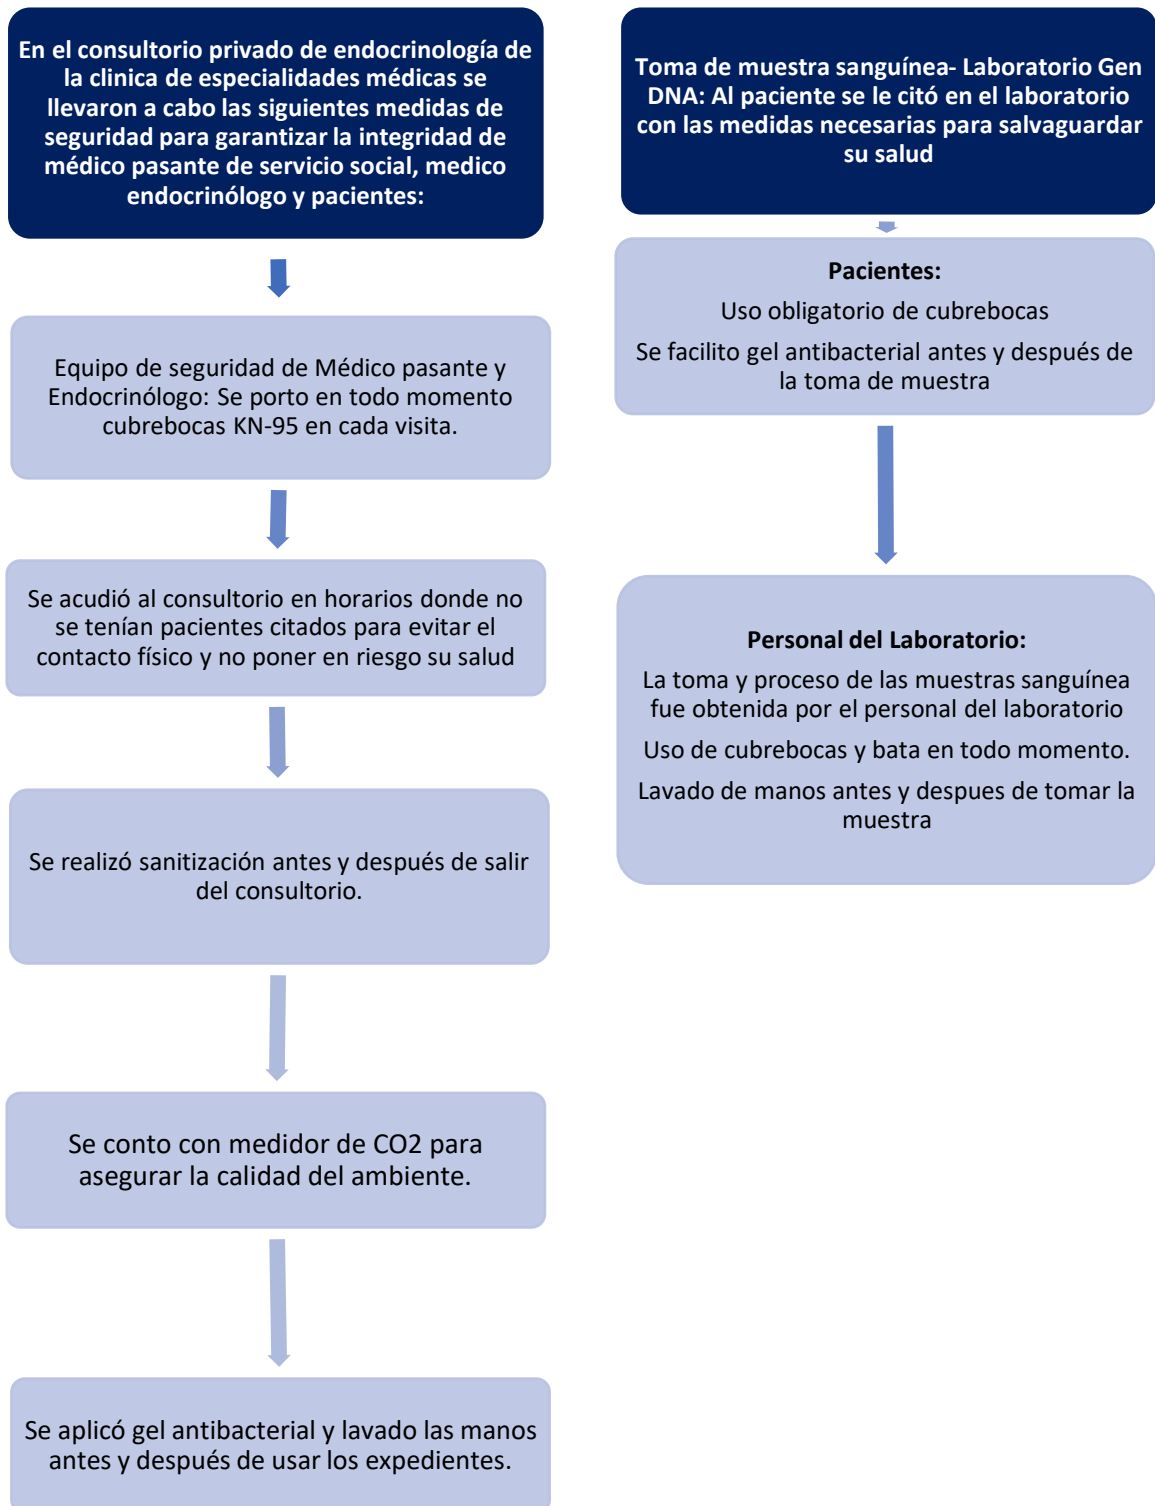 En el consultorio privado de endocrinología de
la clinica de especialidades médicas se
llevaron a cabo las siguientes medidas de
seguridad para garantizar la integridad de
médico pasante de servicio social, medico
endocrinólogo y pacientes:
Equipo de seguridad de Médico pasante y
Endocrinólogo: Se porto en todo momento
cubrebocas KN-95 en cada visita.
Se acudió al consultorio en horarios donde no
se tenían pacientes citados para evitar el
contacto físico y no poner en riesgo su salud
Se realizó sanitización antes y después de salir
del consultorio.
Se conto con medidor de CO2 para
asegurar la calidad del ambiente.
Se aplicó gel antibacterial y lavado las manos
antes y después de usar los expedientes.
Toma de muestra sanguínea- Laboratorio Gen
DNA: Al paciente se le citó en el laboratorio
con las medidas necesarias para salvaguardar
su salud
Pacientes:
Uso obligatorio de cubrebocas
Se facilito gel antibacterial antes y después de
la toma de muestra
Personal del Laboratorio:
La toma y proceso de las muestras sanguínea
fue obtenida por el personal del laboratorio
Uso de cubrebocas y bata en todo momento.
Lavado de manos antes y despues de tomar la
muestra